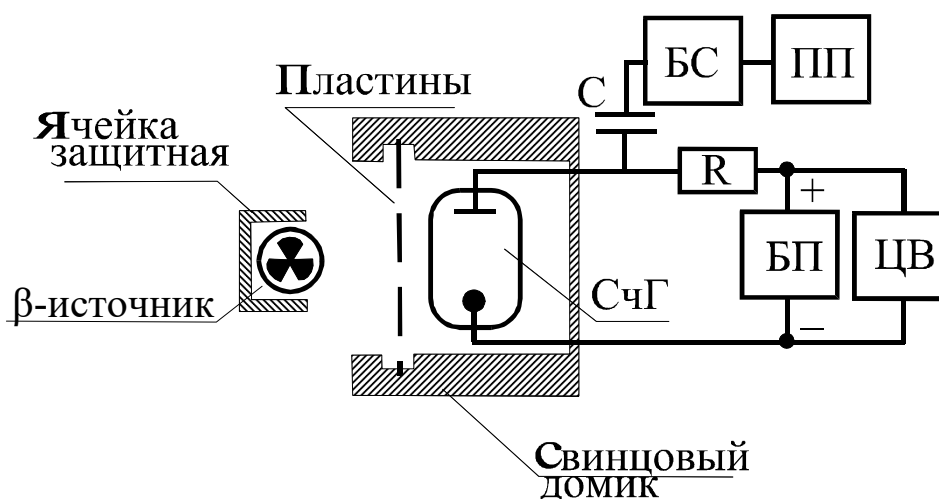 БС
ПП
Пластины
С
Ячейка
защитная
R
+
БП
ЦВ
СчГ
β-источник
–
Свинцовый
домик